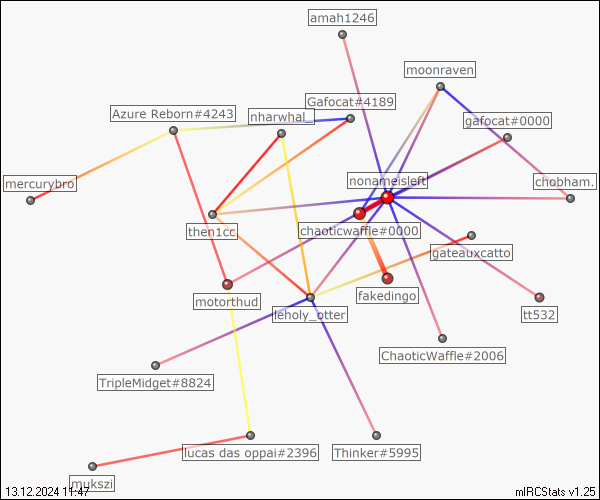 amah1246
moonraven
Gafocat#4189
Azure Reborn#4243
nharwhal_
gafocat#0000
mercurybro
nonameisleft
chobham.
then1cc
chaoticwaffle#0000
gateauxcatto
motorthud
fakedingo
leholy_otter
tt532
ChaoticWaffle#2006
TripleMidget#8824
lucas das oppai#2396
Thinker#5995
mukszi
13.12.2024 11:47
mIRCStats v1.25